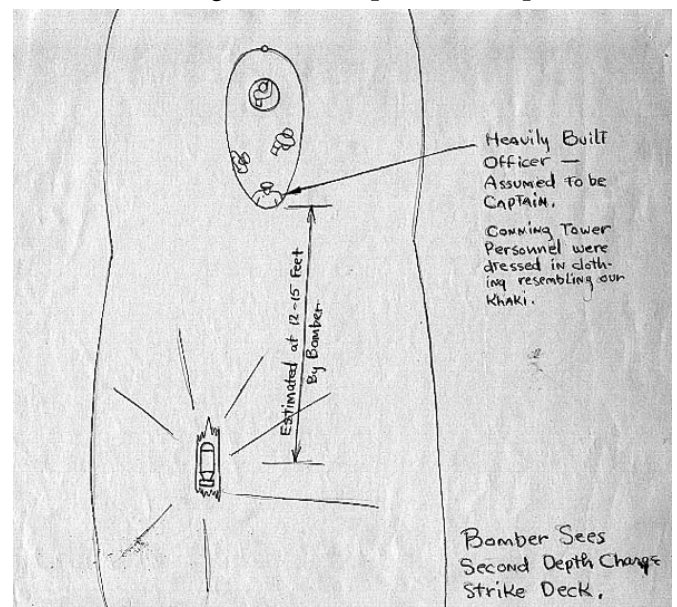 Heavily Built
Officer —
Assumed to be
Captain.
Conning Tower
Personnel were
dressed in cloth-
ing resembling our
Khaki.
Estimated at 12-15 Feet
By Bomber
Bomber Sees
Second Depth Charge
Strike Deck.